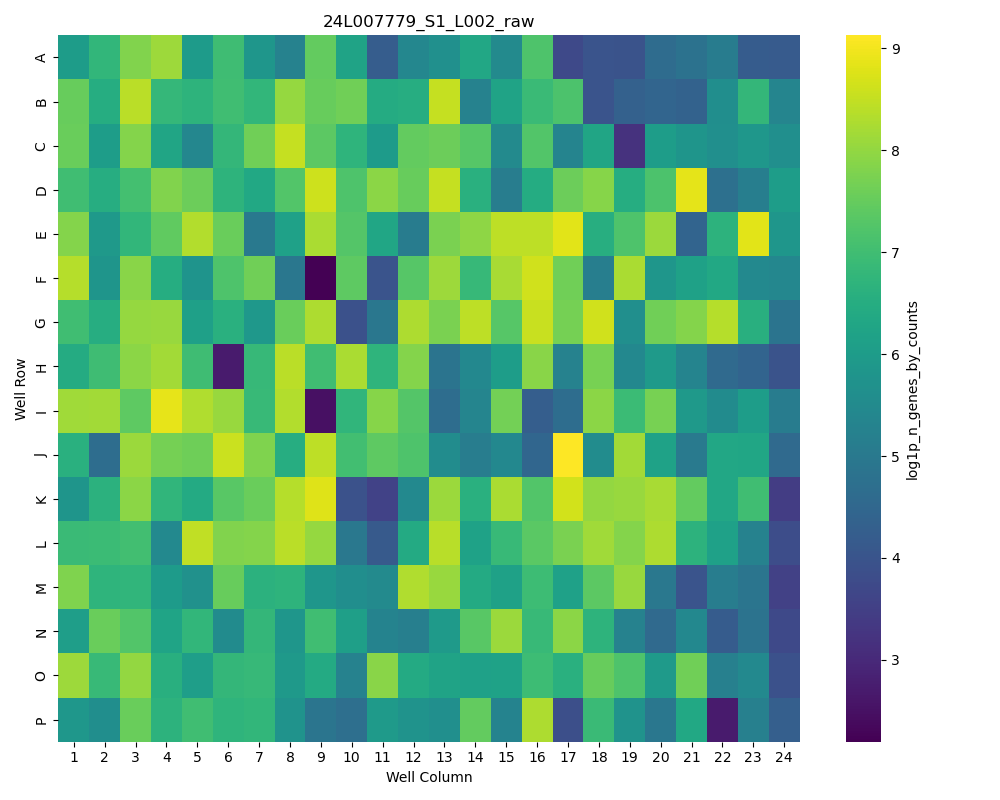 24L007779_S1_L002_raw
Well Row
A
B
C
D
E
F
G
H
I
J
K
L
M
N
O
P
1 2 3 4 5 6 7 8 9 10 11 12 13 14 15 16 17 18 19 20 21 22 23 24
Well Column
9
8
7
6
5
4
3
log1p_n_genes_by_counts